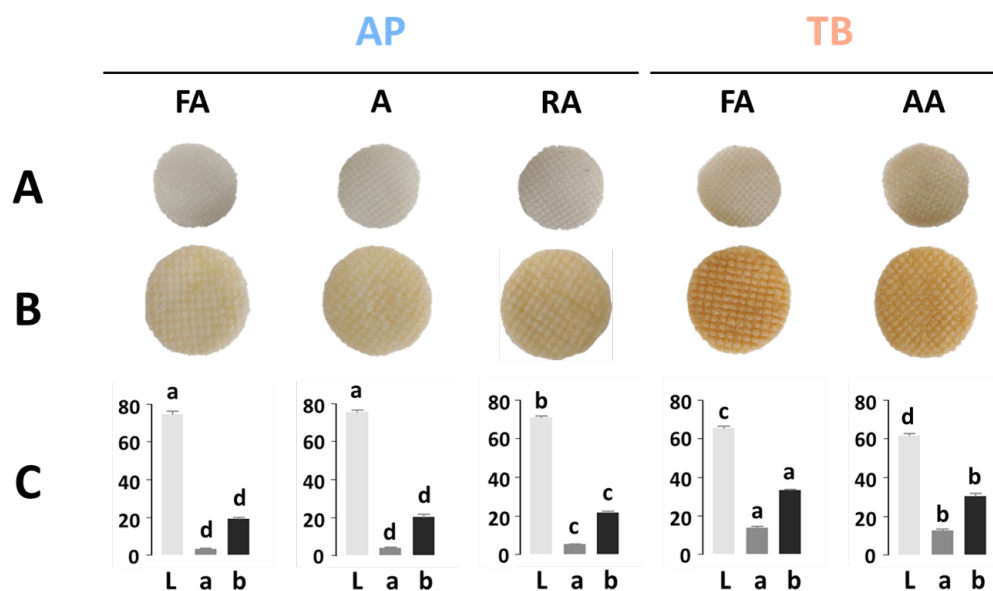 AP TB
FA A RA FA AA
A
B
C
80 60 40 20 0 a d d L a b
80 60 40 20 0 a d d L a b
80 60 40 20 0 b c c L a b
80 60 40 20 0 c a a L a b
80 60 40 20 0 d b b L a b